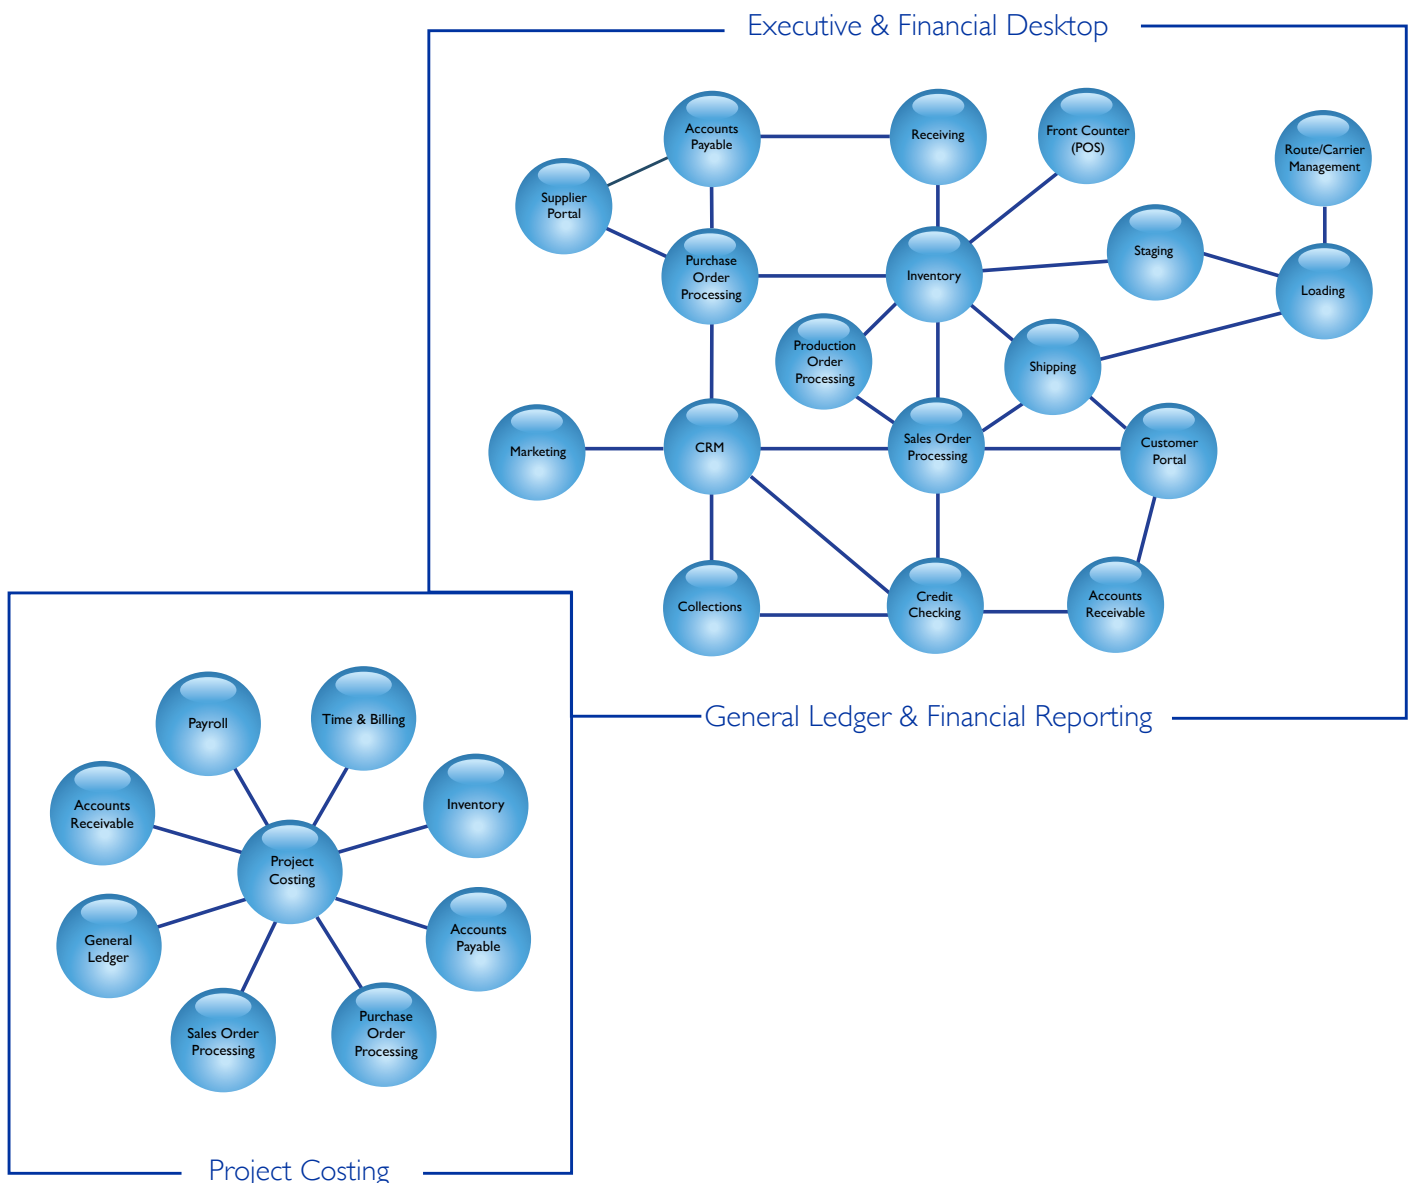 Executive & Financial Desktop
Accounts
Payable
Receiving
Front Counter
(POS)
Route/Carrier
Management
Supplier
Portal
Purchase
Order
Processing
Inventory
Staging
Loading
Production
Order
Processing
Shipping
Marketing
CRM
Sales Order
Processing
Customer
Portal
Collections
Credit
Checking
Accounts
Receivable
General Ledger & Financial Reporting
Payroll
Time & Billing
Accounts
Receivable
Inventory
Project
Costing
General
Ledger
Accounts
Payable
Sales Order
Processing
Purchase
Order
Processing
Project Costing